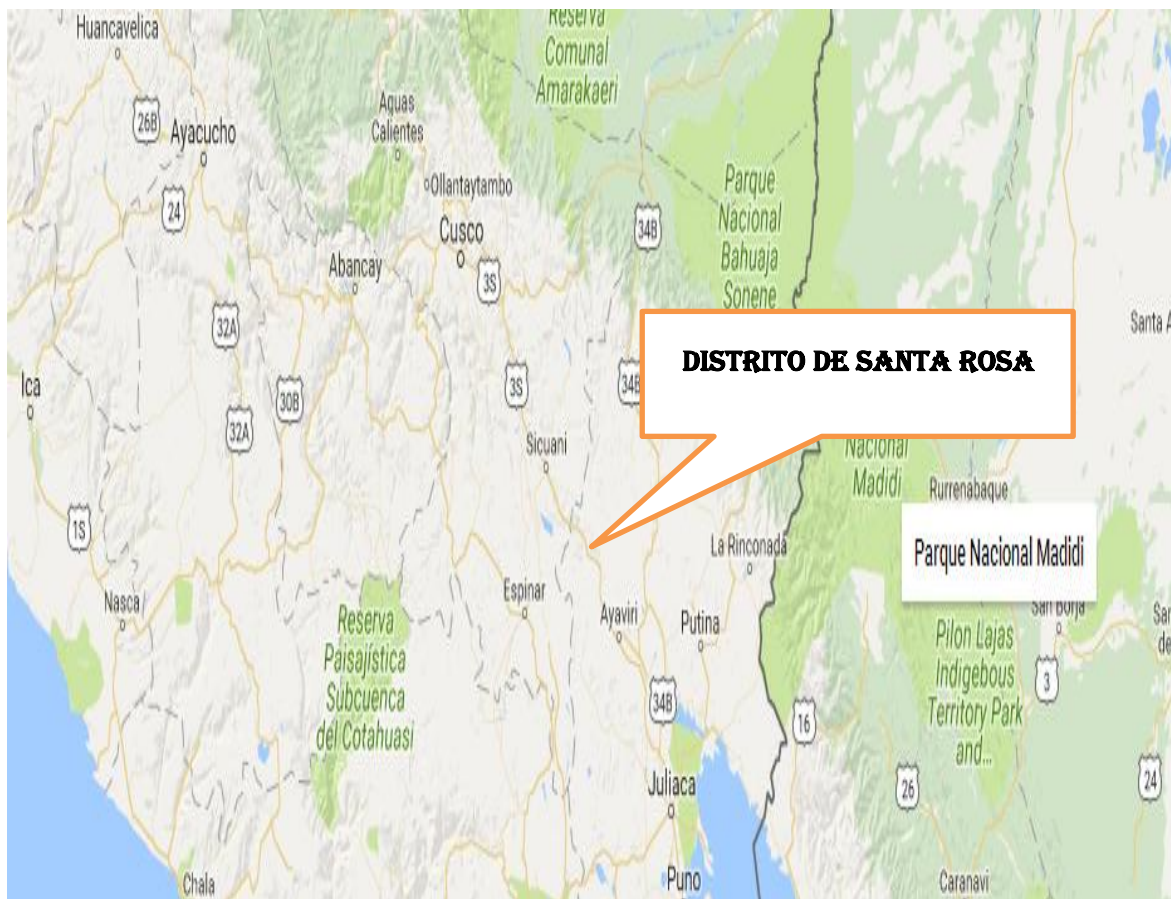 Huancavelica
Reserva
Comunal
Amarakaeri
26B
Ayacucho
Aguas
Calientes
Ollantaytambo
24
Cusco
34B
Parque
Nacional
Bahuaja
Sonene
Abancay
3S
32A
Santa A
DISTRITO DE SANTA ROSA
Ica
3S
34B
30B
32A
Sicuani
Nacional
Madidi
Rurrenabaque
1S
La Rinconada
Parque Nacional Madidi
Nasca
Espinar
San Borja
Reserva
Paisajística
Subcuenca
del Cotahuasi
Ayaviri
Putina
Pilon Lajas
Indigebous
Territory Park
and...
San
de
3
34B
16
26
24
Juliaca
Chala
Puno
Caranavi